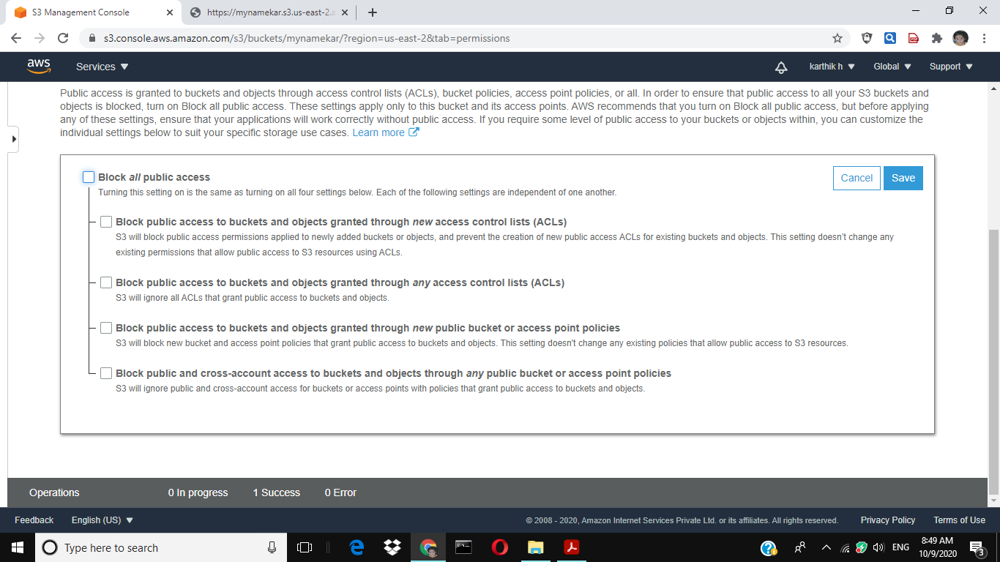 S3 Management Console
https://mynamekar.s3.us-east-2.a
s3.console.aws.amazon.com/s3/buckets/mynamekar/?region=us-east-2&tab=permissions
aws
Services
karthik h
Global
Support
Public access is granted to buckets and objects through access control lists (ACLs), bucket policies, access point policies, or all. In order to ensure that public access to all your S3 buckets and
objects is blocked, turn on Block all public access. These settings apply only to this bucket and its access points. AWS recommends that you turn on Block all public access, but before applying
any of these settings, ensure that your applications will work correctly without public access. If you require some level of public access to your buckets or objects within, you can customize the
individual settings below to suit your specific storage use cases. Learn more
Block all public access
Cancel
Save
Turning this setting on is the same as turning on all four settings below. Each of the following settings are independent of one another.
Block public access to buckets and objects granted through new access control lists (ACLs)
S3 will block public access permissions applied to newly added buckets or objects, and prevent the creation of new public access ACLs for existing buckets and objects. This setting doesn't change any
existing permissions that allow public access to S3 resources using ACLs.
Block public access to buckets and objects granted through any access control lists (ACLs)
S3 will ignore all ACLs that grant public access to buckets and objects.
Block public access to buckets and objects granted through new public bucket or access point policies
S3 will block new bucket and access point policies that grant public access to buckets and objects. This setting doesn't change any existing policies that allow public access to S3 resources.
Block public and cross-account access to buckets and objects through any public bucket or access point policies
S3 will ignore public and cross-account access for buckets or access points with policies that grant public access to buckets and objects.
Operations
0 In progress
1 Success
0 Error
Feedback
English (US)
© 2008 - 2020, Amazon Internet Services Private Ltd. or its affiliates. All rights reserved.
Privacy Policy
Terms of Use
Type here to search
ENG
8:49 AM
10/9/2020
3